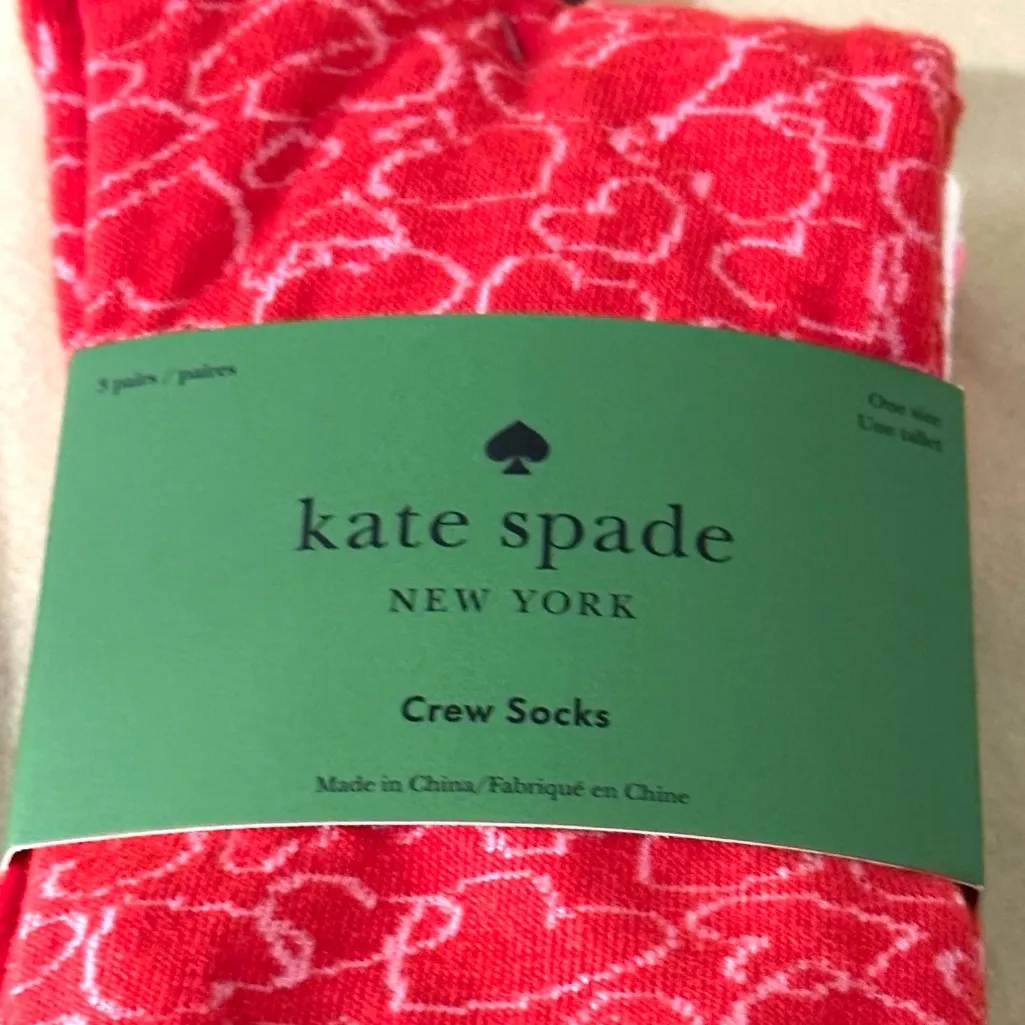 3 pairs / paires
One size
Une taille
kate spade
NEW YORK
Crew Socks
Made in China/Fabriqué en Chine